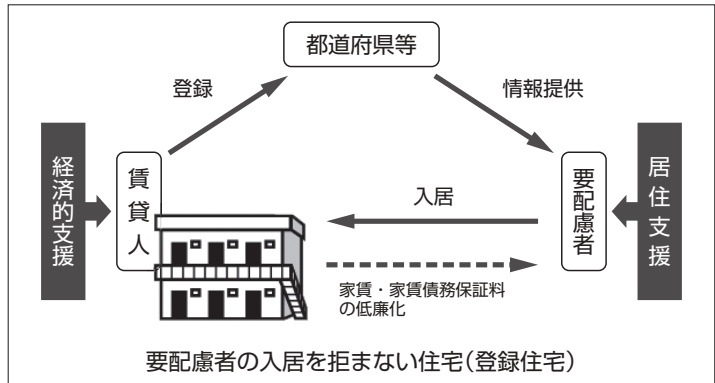 都道府県等
登録
情報提供
経済的支援
賃貸人
入居
要配慮者
居住支援
家賃・家賃債務保証料
の低廉化
要配慮者の入居を拒まない住宅(登録住宅)